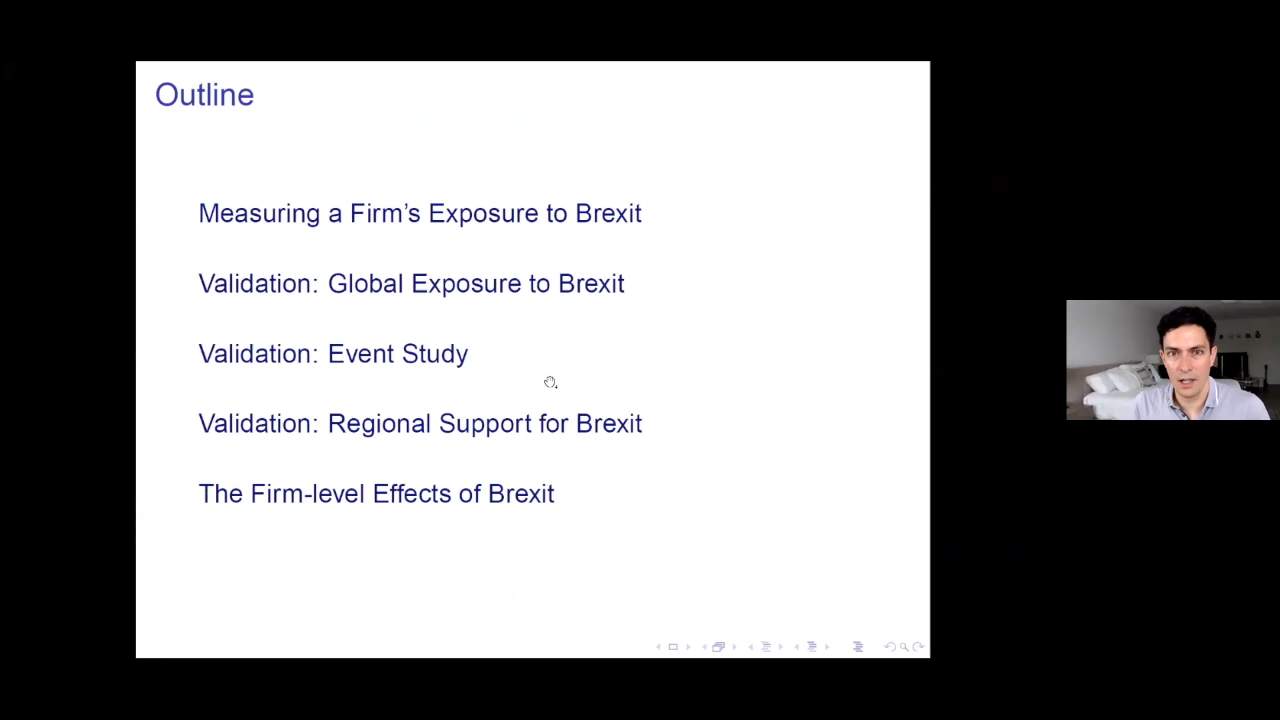 Outline
Measuring a Firm's Exposure to Brexit
Validation: Global Exposure to Brexit
Validation: Event Study
Validation: Regional Support for Brexit
The Firm-level Effects of Brexit